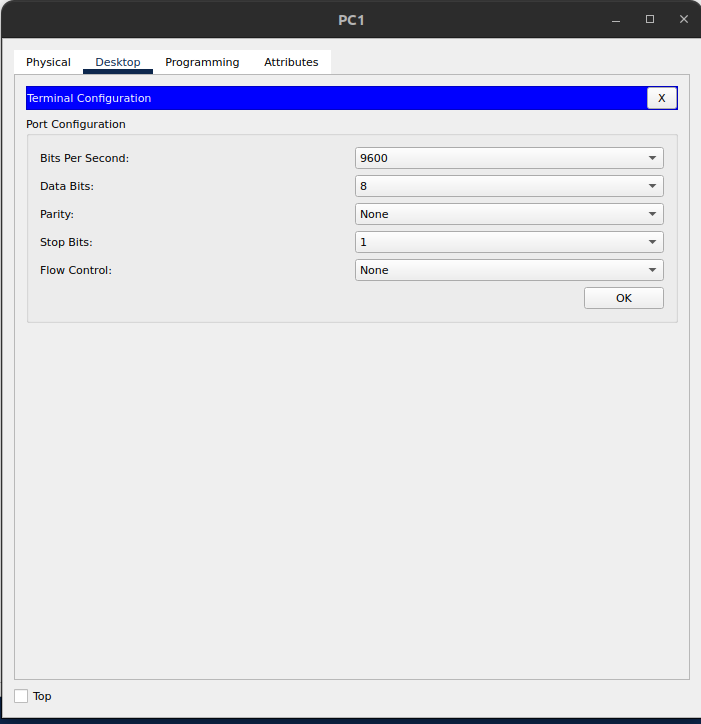 PC1
Physical Desktop Programming Attributes
Terminal Configuration X
Port Configuration
Bits Per Second: 9600
Data Bits: 8
Parity: None
Stop Bits: 1
Flow Control: None
OK
Top